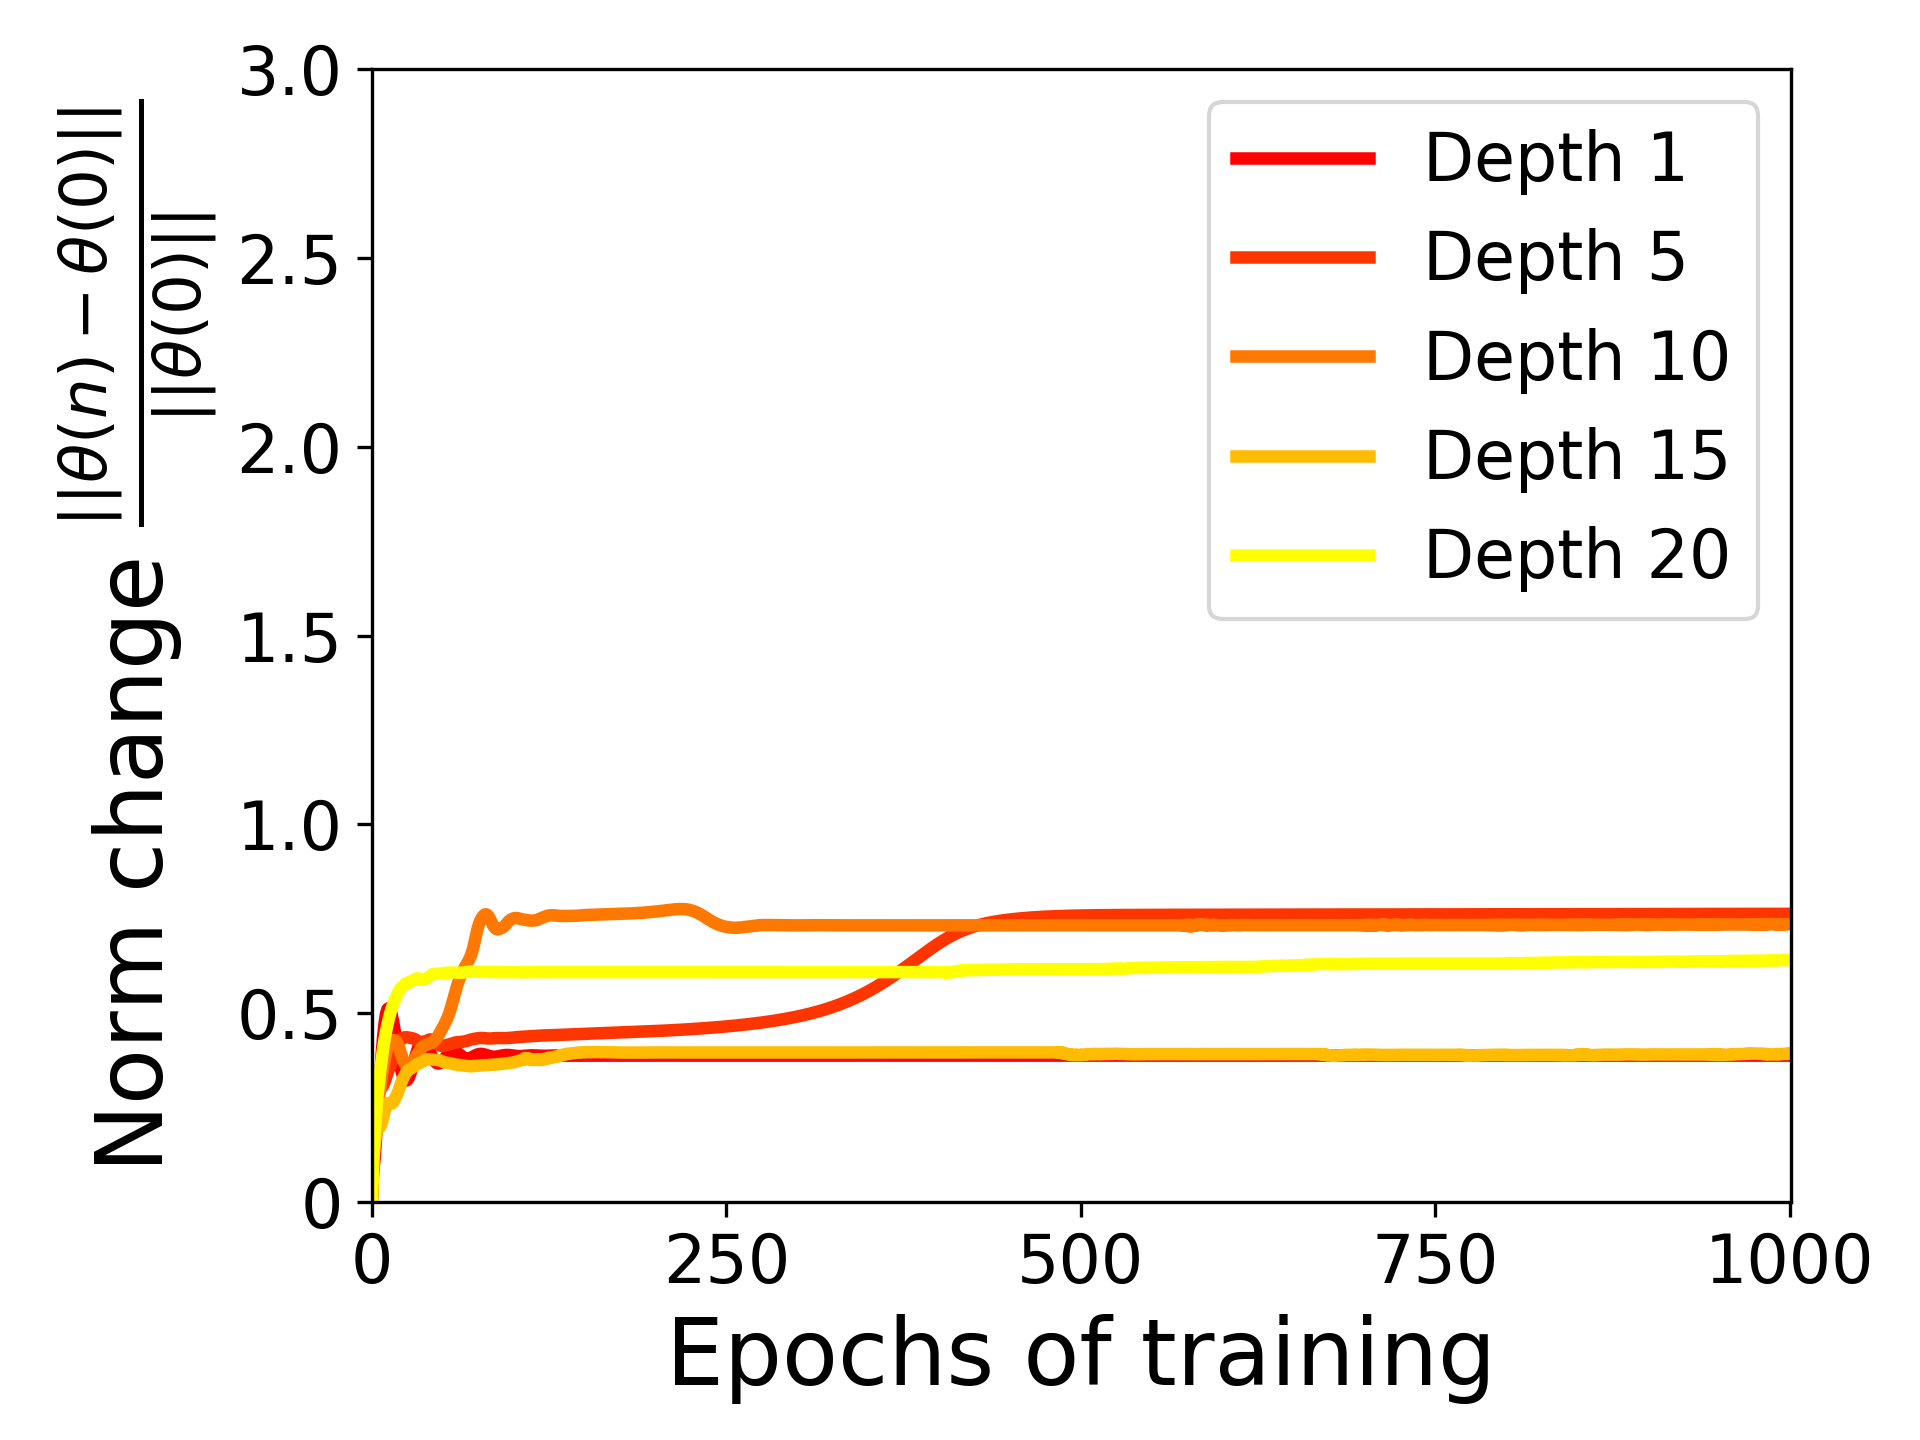 Norm change ||θ(n) − θ(0)|| / ||θ(0)||
3.0
2.5
2.0
1.5
1.0
0.5
0
0 250 500 750 1000
Epochs of training
Depth 1
Depth 5
Depth 10
Depth 15
Depth 20